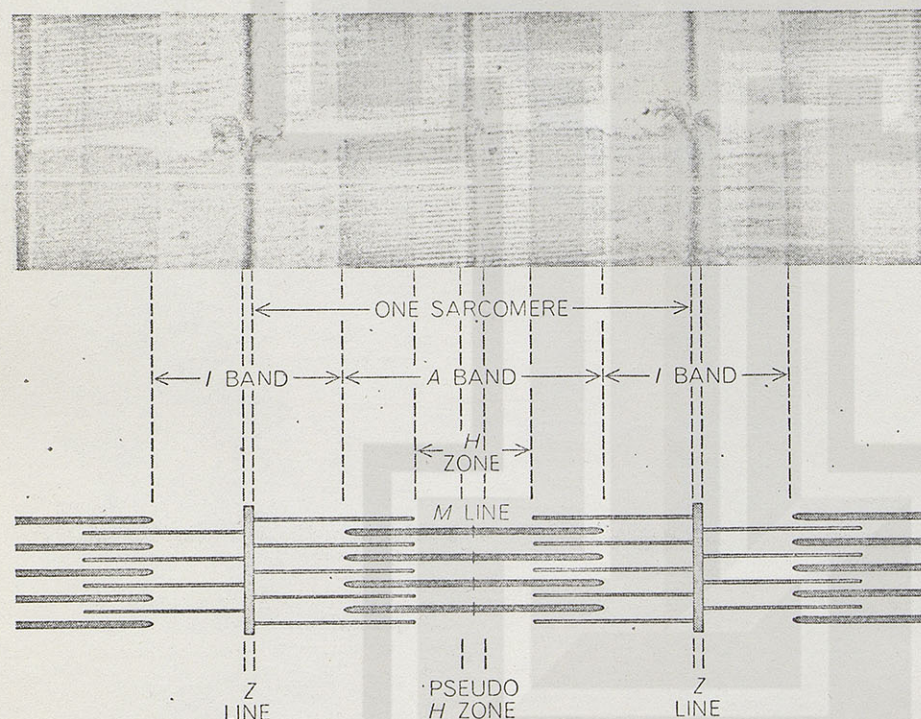 ONE SARCOMERE
I BAND
A BAND
I BAND
H
ZONE
M LINE
Z
LINE
PSEUDO
H ZONE
Z
LINE